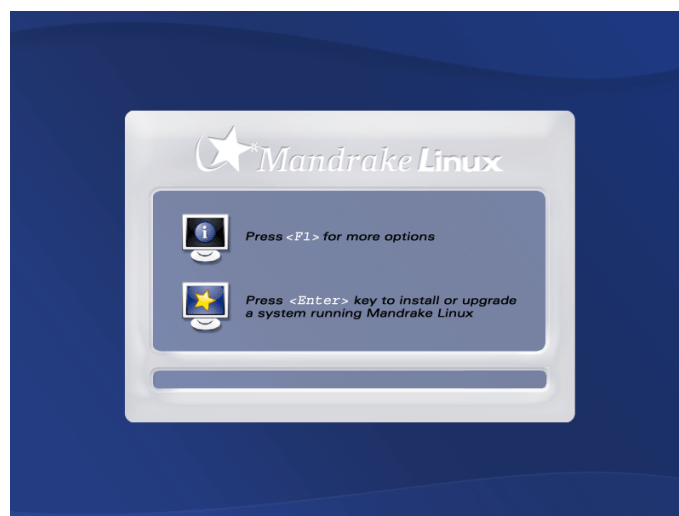 Mandrake Linux
i
Press <F1> for more options
Press <Enter> key to install or upgrade
a system running Mandrake Linux